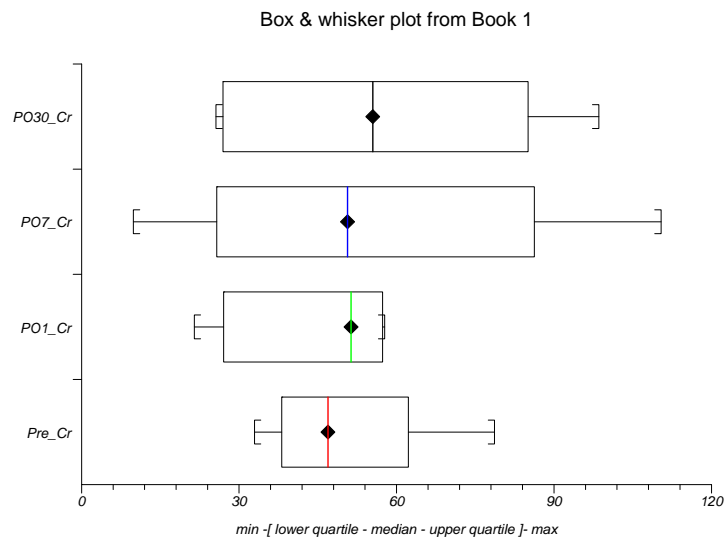 Box & whisker plot from Book 1
PO30_Cr
PO7_Cr
PO1_Cr
Pre_Cr
0 30 60 90 120
min -[ lower quartile - median - upper quartile ]- max